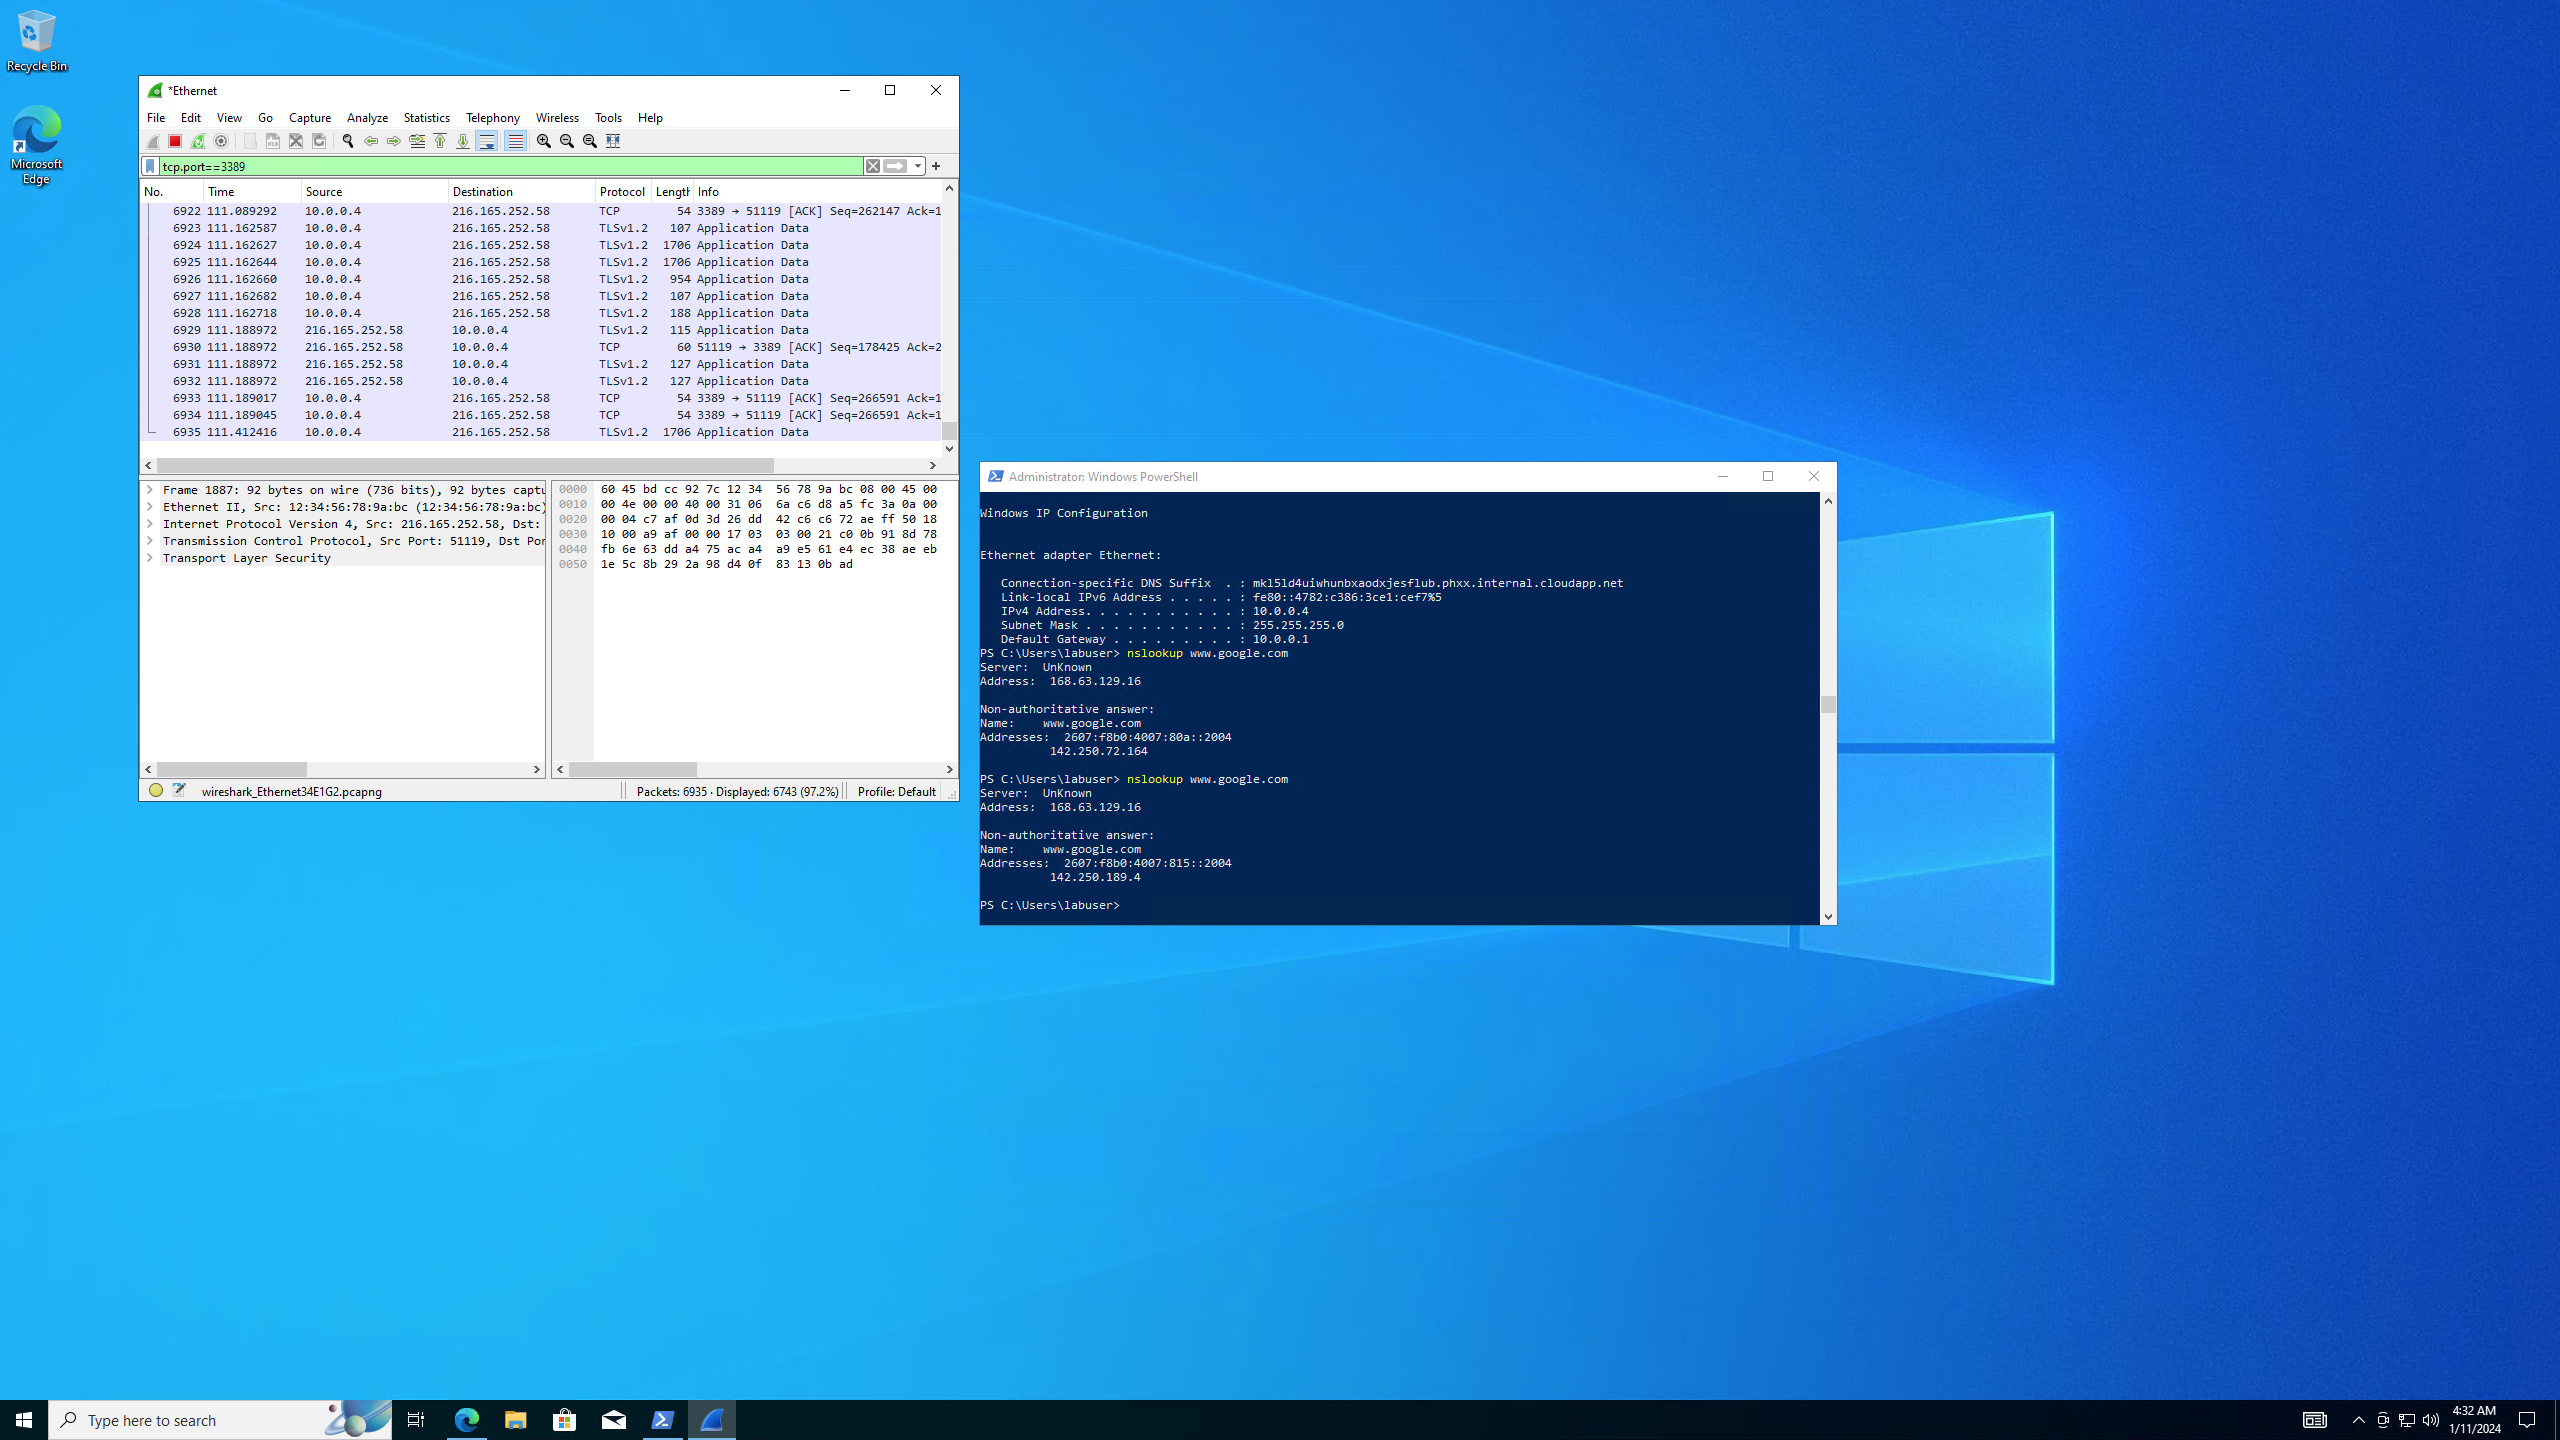 Recycle Bin
Microsoft
Edge
*Ethernet
File Edit View Go Capture Analyze Statistics Telephony Wireless Tools Help
tcp.port==3389
No. Time Source Destination Protocol Length Info
6922 111.089292 10.0.0.4 216.165.252.58 TCP 54 3389 → 51119 [ACK] Seq=262147 Ack=1
6923 111.162587 10.0.0.4 216.165.252.58 TLSv1.2 107 Application Data
6924 111.162627 10.0.0.4 216.165.252.58 TLSv1.2 1706 Application Data
6925 111.162644 10.0.0.4 216.165.252.58 TLSv1.2 1706 Application Data
6926 111.162660 10.0.0.4 216.165.252.58 TLSv1.2 954 Application Data
6927 111.162682 10.0.0.4 216.165.252.58 TLSv1.2 107 Application Data
6928 111.162718 10.0.0.4 216.165.252.58 TLSv1.2 188 Application Data
6929 111.188972 216.165.252.58 10.0.0.4 TLSv1.2 115 Application Data
6930 111.188972 216.165.252.58 10.0.0.4 TCP 60 51119 → 3389 [ACK] Seq=178425 Ack=2
6931 111.188972 216.165.252.58 10.0.0.4 TLSv1.2 127 Application Data
6932 111.188972 216.165.252.58 10.0.0.4 TLSv1.2 127 Application Data
6933 111.189017 10.0.0.4 216.165.252.58 TCP 54 3389 → 51119 [ACK] Seq=266591 Ack=1
6934 111.189045 10.0.0.4 216.165.252.58 TCP 54 3389 → 51119 [ACK] Seq=266591 Ack=1
6935 111.412416 10.0.0.4 216.165.252.58 TLSv1.2 1706 Application Data
Frame 1887: 92 bytes on wire (736 bits), 92 bytes captu
Ethernet II, Src: 12:34:56:78:9a:bc (12:34:56:78:9a:bc)
Internet Protocol Version 4, Src: 216.165.252.58, Dst:
Transmission Control Protocol, Src Port: 51119, Dst Por
Transport Layer Security
0000 60 45 bd cc 92 7c 12 34 56 78 9a bc 08 00 45 00
0010 00 4e 00 00 40 00 31 06 6a c6 d8 a5 fc 3a 0a 00
0020 00 04 c7 af 0d 3d 26 dd 42 c6 c6 72 ae ff 50 18
0030 10 00 a9 af 00 00 17 03 03 00 21 c0 0b 91 8d 78
0040 fb 6e 63 dd a4 75 ac a4 a9 e5 61 e4 ec 38 ae eb
0050 1e 5c 8b 29 2a 98 d4 0f 83 13 0b ad
wireshark_Ethernet34E1G2.pcapng Packets: 6935 · Displayed: 6743 (97.2%) Profile: Default
Administrator: Windows PowerShell
Windows IP Configuration
Ethernet adapter Ethernet:
Connection-specific DNS Suffix . : mkl5ld4uiwhunbxaodxjesflub.phxx.internal.cloudapp.net
Link-local IPv6 Address . . . . . : fe80::4782:c386:3ce1:cef7%5
IPv4 Address. . . . . . . . . . . : 10.0.0.4
Subnet Mask . . . . . . . . . . . : 255.255.255.0
Default Gateway . . . . . . . . . : 10.0.0.1
PS C:\Users\labuser> nslookup www.google.com
Server: UnKnown
Address: 168.63.129.16
Non-authoritative answer:
Name: www.google.com
Addresses: 2607:f8b0:4007:80a::2004
142.250.72.164
PS C:\Users\labuser> nslookup www.google.com
Server: UnKnown
Address: 168.63.129.16
Non-authoritative answer:
Name: www.google.com
Addresses: 2607:f8b0:4007:815::2004
142.250.189.4
PS C:\Users\labuser>
Type here to search
4:32 AM
1/11/2024